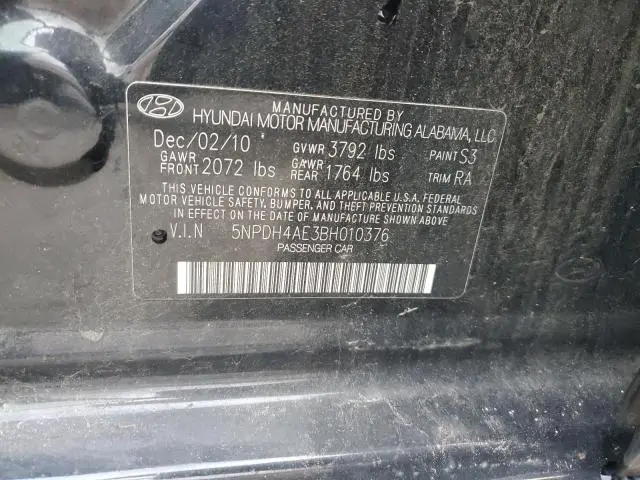 MANUFACTURED BY
HYUNDAI MOTOR MANUFACTURING ALABAMA, LLC
Dec/02/10 GVWR 3792 lbs PAINT S3
GAWR FRONT 2072 lbs GAWR REAR 1764 lbs TRIM RA
THIS VEHICLE CONFORMS TO ALL APPLICABLE U.S.A. FEDERAL
MOTOR VEHICLE SAFETY, BUMPER, AND THEFT PREVENTION STANDARDS
IN EFFECT ON THE DATE OF MANUFACTURE SHOWN ABOVE
V.I.N 5NPDH4AE3BH010376
PASSENGER CAR